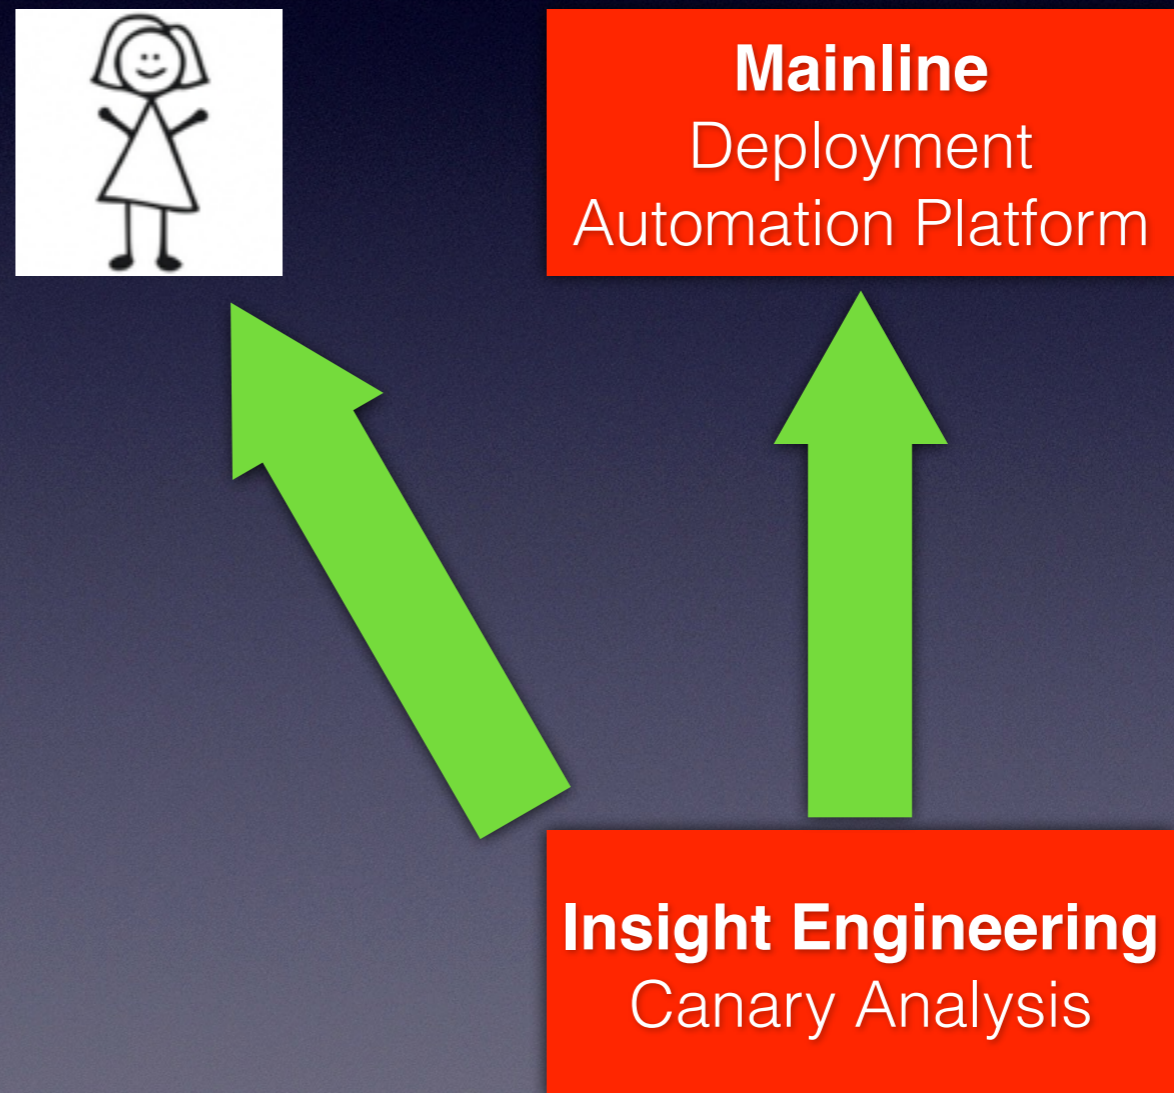 Mainline
Deployment
Automation Platform
Insight Engineering
Canary Analysis